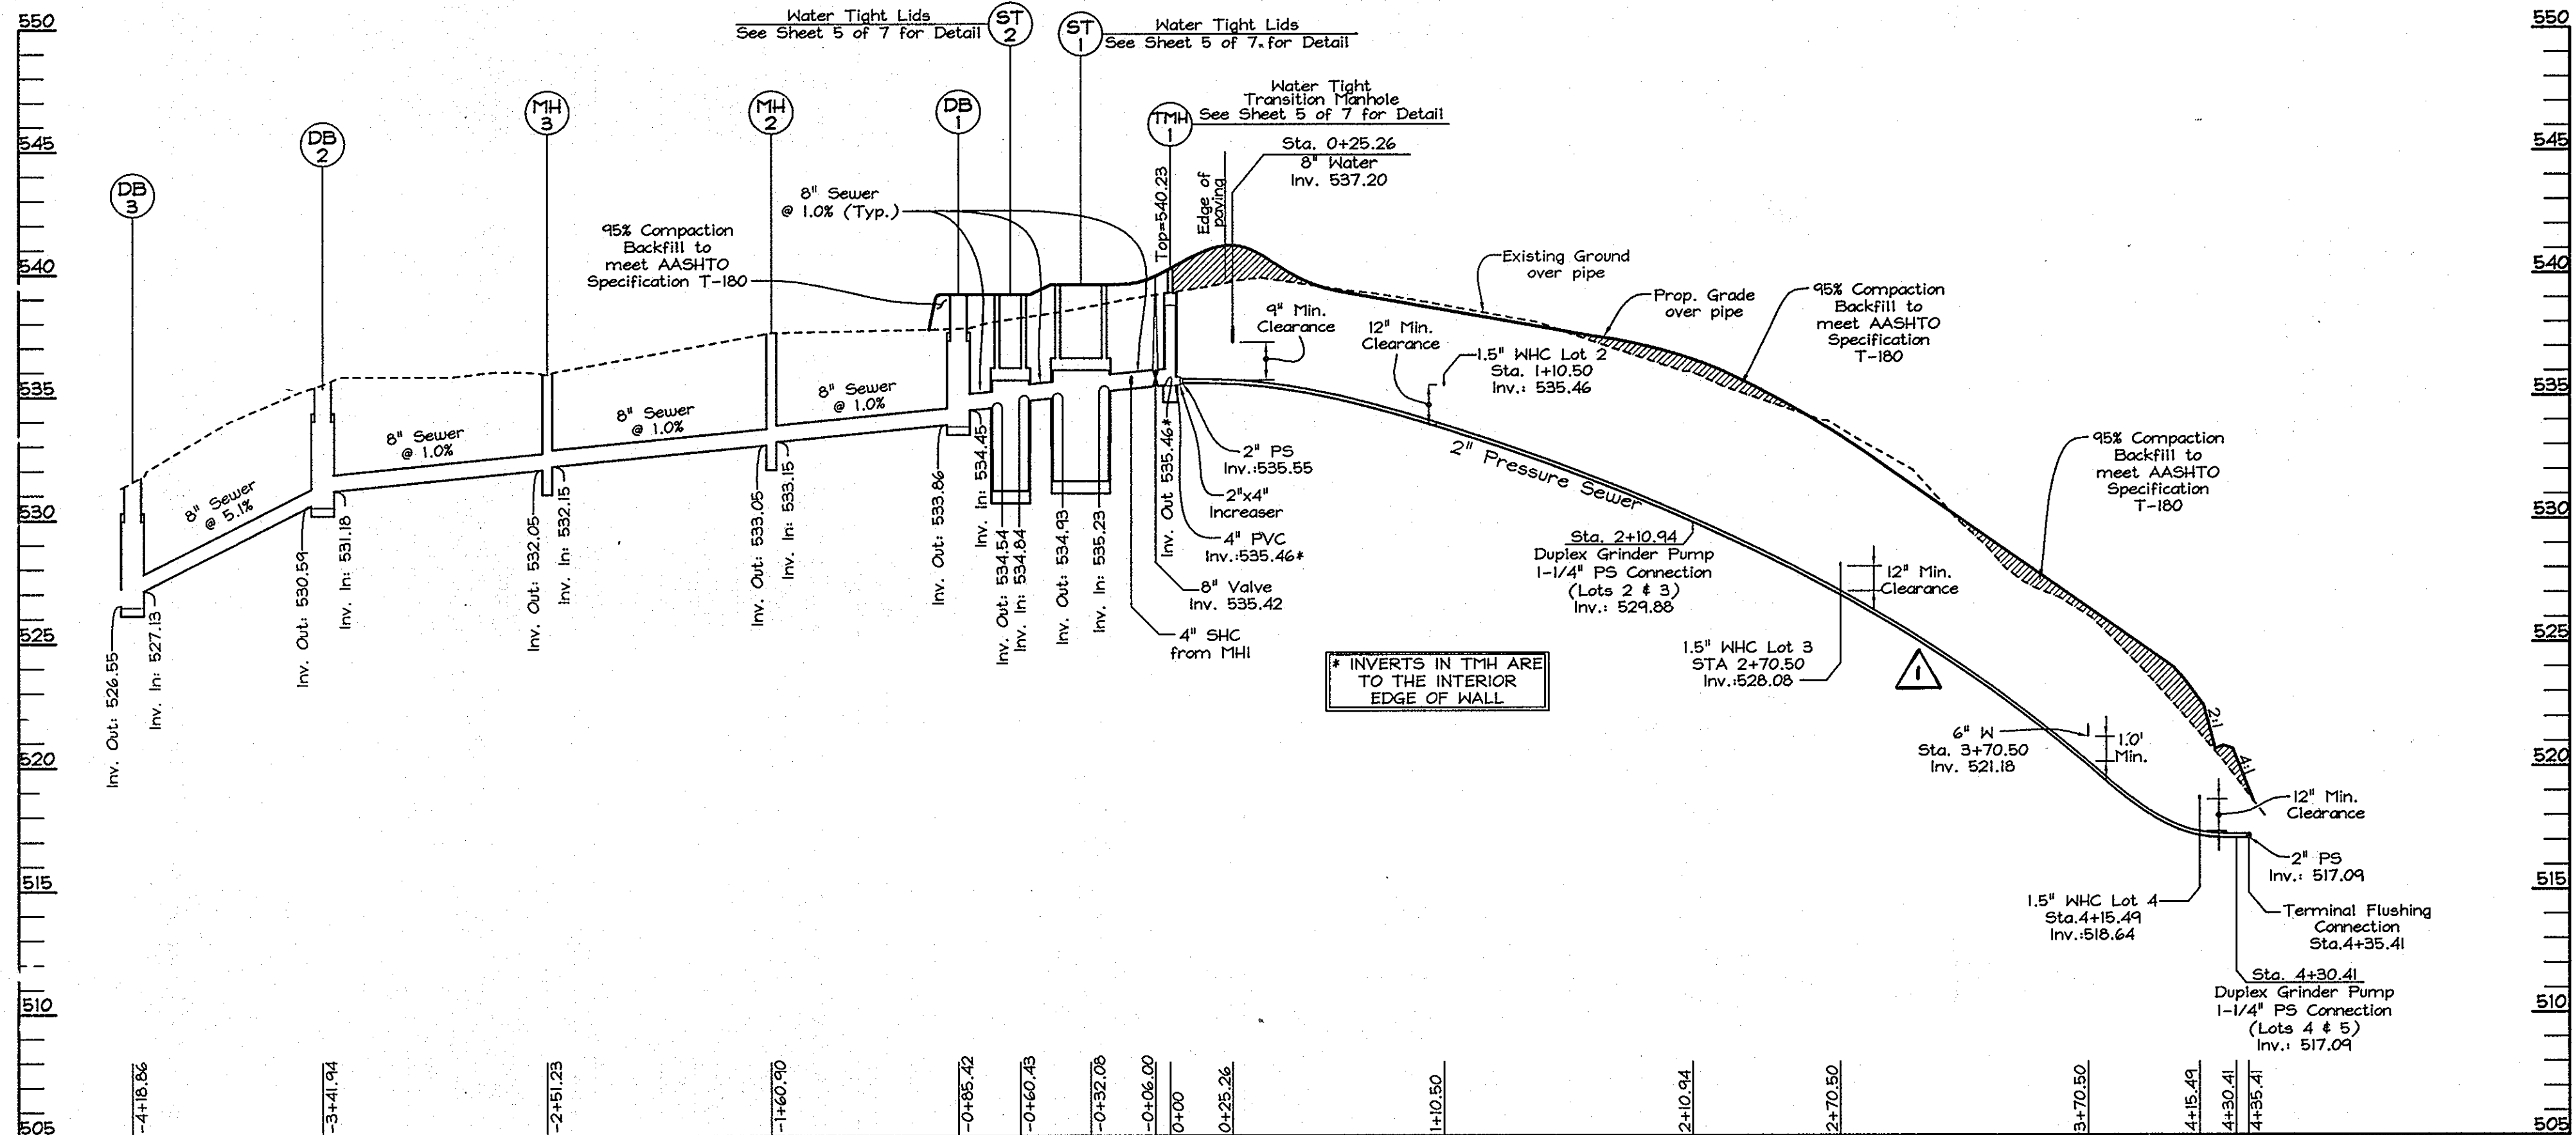 550
545
540
535
530
525
520
515
510
505
550
545
540
535
530
525
520
515
510
505
Water Tight Lids
See Sheet 5 of 7 for Detail
ST
2
ST
1
Water Tight Lids
See Sheet 5 of 7 for Detail
Water Tight
Transition Manhole
See Sheet 5 of 7 for Detail
TMH
1
DB
3
DB
2
MH
3
MH
2
DB
1
Sta. 0+25.26
8" Water
Inv. 537.20
Top=540.23
Edge of
paving
8" Sewer
@ 1.0% (Typ.)
95% Compaction
Backfill to
meet AASHTO
Specification T-180
Existing Ground
over pipe
Prop. Grade
over pipe
95% Compaction
Backfill to
meet AASHTO
Specification
T-180
9" Min.
Clearance
12" Min.
Clearance
1.5" WHC Lot 2
Sta. 1+10.50
Inv.: 535.46
8" Sewer
@ 5.1%
8" Sewer
@ 1.0%
8" Sewer
@ 1.0%
8" Sewer
@ 1.0%
95% Compaction
Backfill to
meet AASHTO
Specification
T-180
Inv. Out: 526.55
Inv. In: 527.13
Inv. Out: 530.59
Inv. In: 531.18
Inv. Out: 532.05
Inv. In: 532.15
Inv. Out: 533.05
Inv. In: 533.15
Inv. Out: 533.86
Inv. In: 534.45
Inv. Out: 534.54
Inv. In: 534.84
Inv. Out: 534.93
Inv. In: 535.23
Inv. Out 535.46*
2" PS
Inv.:535.55
2"x4"
Increaser
4" PVC
Inv.:535.46*
8" Valve
Inv. 535.42
4" SHC
from MH1
2" Pressure Sewer
Sta. 2+10.94
Duplex Grinder Pump
1-1/4" PS Connection
(Lots 2 & 3)
Inv.: 529.88
12" Min.
Clearance
1.5" WHC Lot 3
STA 2+70.50
Inv.:528.08
* INVERTS IN TMH ARE
TO THE INTERIOR
EDGE OF WALL
1
6" W
Sta. 3+70.50
Inv. 521.18
1.0'
Min.
2:1
4:1
12" Min.
Clearance
2" PS
Inv.: 517.09
1.5" WHC Lot 4
Sta.4+15.49
Inv.:518.64
Terminal Flushing
Connection
Sta.4+35.41
Sta. 4+30.41
Duplex Grinder Pump
1-1/4" PS Connection
(Lots 4 & 5)
Inv.: 517.09
-4+18.86
-3+41.94
-2+51.23
-1+60.90
-0+85.42
-0+60.43
-0+32.08
-0+06.00
0+00
0+25.26
1+10.50
2+10.94
2+70.50
3+70.50
4+15.49
4+30.41
4+35.41